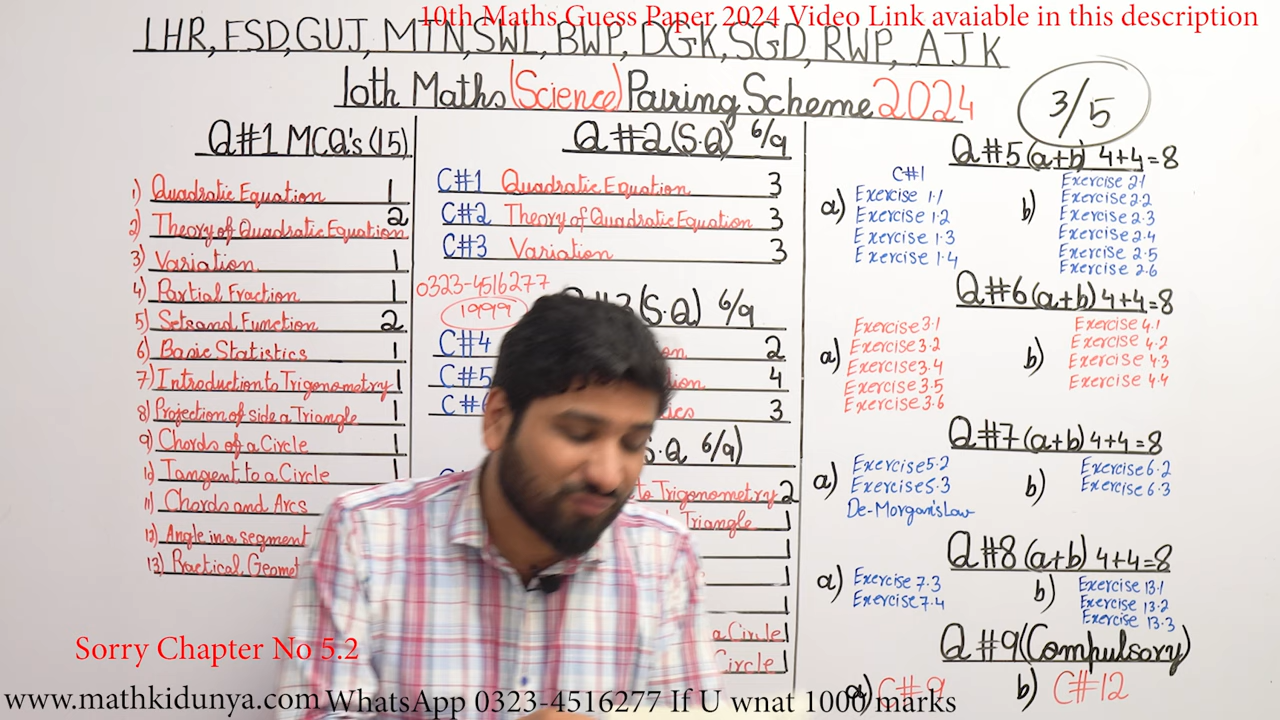 10th Maths Guess Paper 2024 Video Link avaiable in this description
LHR, FSD, GUJ, MTN, SWL, BWP, DGK, SGD, RWP, AJK
10th Maths (Science) Pairing Scheme 2024
3/5
Q#1 MCQ's (15)
1) Quadratic Equation 1
2) Theory of Quadratic Equation 2
3) Variation 1
4) Partial Fraction 1
5) Sets and Function 2
6) Basic Statistics 1
7) Introduction to Trigonometry 1
8) Projection of side a Triangle 1
9) Chords of a Circle 1
10) Tangent to a Circle
11) Chords and Arcs
12) Angle in a segment
13) Practical Geomet
Q#2 (S.Q) 6/9
C#1 Quadratic Equation 3
C#2 Theory of Quadratic Equation 3
C#3 Variation 3
0323-4516277
1999
(S.Q) 6/9
C#4 on 2
C#5 ion 4
C# cs 3
S.Q 6/9)
to Trigonometry 2
Triangle 1
1
1
1
a Circle 1
Circle 1
Q#5 (a+b) 4+4=8
C#1
a) Exercise 1.1
Exercise 1.2
Exercise 1.3
Exercise 1.4
b) Exercise 2.1
Exercise 2.2
Exercise 2.3
Exercise 2.4
Exercise 2.5
Exercise 2.6
Q#6 (a+b) 4+4=8
a) Exercise 3.1
Exercise 3.2
Exercise 3.4
Exercise 3.5
Exercise 3.6
b) Exercise 4.1
Exercise 4.2
Exercise 4.3
Exercise 4.4
Q#7 (a+b) 4+4=8
a) Exercise 5.2
Exercise 5.3
De-Morgan's Law
b) Exercise 6.2
Exercise 6.3
Q#8 (a+b) 4+4=8
a) Exercise 7.3
Exercise 7.4
b) Exercise 13.1
Exercise 13.2
Exercise 13.3
Q#9 (Compulsory)
a) C#9 b) C#12
Sorry Chapter No 5.2
www.mathkidunya.com WhatsApp 0323-4516277 If U wnat 1000 marks